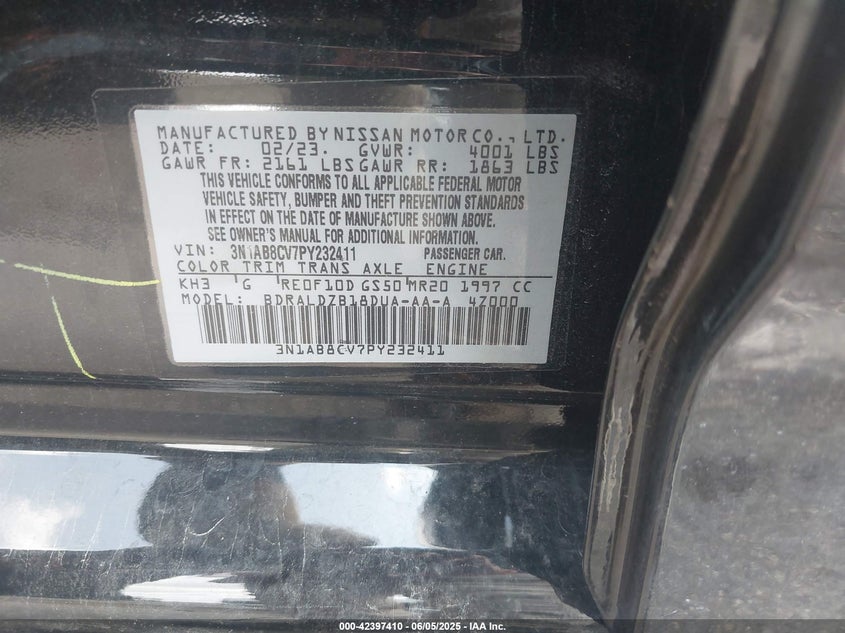 MANUFACTURED BY NISSAN MOTOR CO., LTD.
DATE: 02/23. GVWR: 4001 LBS
GAWR FR: 2161 LBS GAWR RR: 1863 LBS
THIS VEHICLE CONFORMS TO ALL APPLICABLE FEDERAL MOTOR
VEHICLE SAFETY, BUMPER AND THEFT PREVENTION STANDARDS
IN EFFECT ON THE DATE OF MANUFACTURE SHOWN ABOVE.
SEE OWNER'S MANUAL FOR ADDITIONAL INFORMATION.
VIN: 3N1AB8CV7PY232411 PASSENGER CAR.
COLOR TRIM TRANS AXLE ENGINE
KH3 G RE0F10D GS50 MR20 1997 CC
MODEL: BDRALDZB18DUA-AA-A 4Z000
3N1AB8CV7PY232411
000-42397410 06/05/2025 IAA Inc.